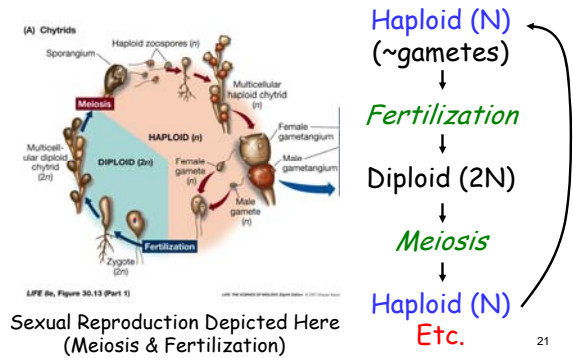 (A) Chytrids
Sporangium
Haploid zoospores (n)
Meiosis
Multicellular
haploid chytrid
(n)
HAPLOID (n)
Multicell-
ular diploid
chytrid
(2n)
DIPLOID (2n)
Female
gametangium
Male
gametangium
Female
gamete
(n)
Male
gamete (n)
Fertilization
Zygote
(2n)
LIFE 8e, Figure 30.13 (Part 1)
Sexual Reproduction Depicted Here
(Meiosis & Fertilization)
Haploid (N)
(~gametes)
Fertilization
Diploid (2N)
Meiosis
Haploid (N)
Etc.
21